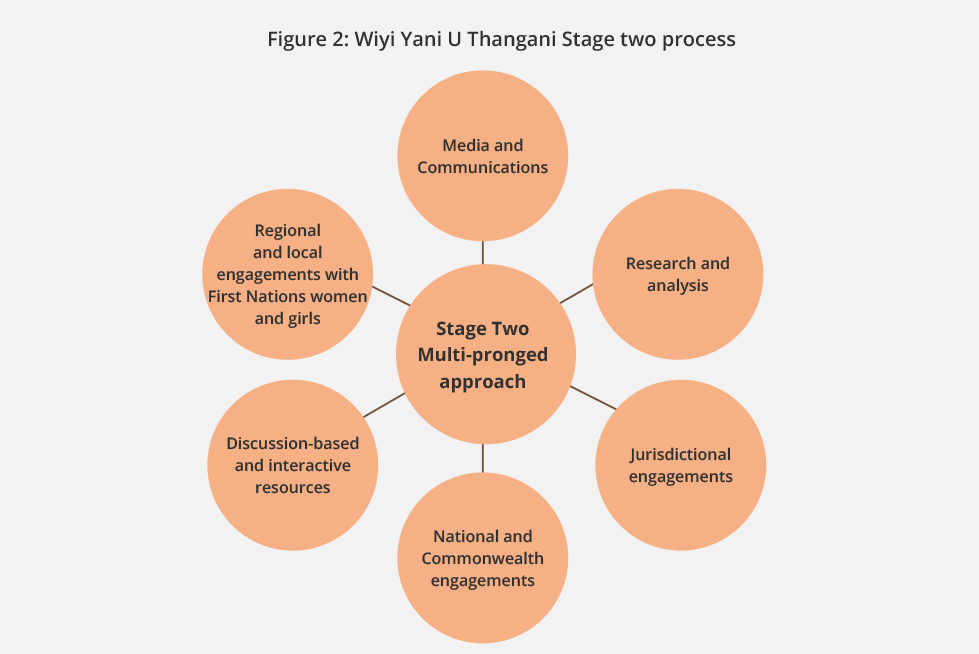 Figure 2: Wiyi Yani U Thangani Stage two process
Media and
Communications
Research and
analysis
Jurisdictional
engagements
National and
Commonwealth
engagements
Discussion-based
and interactive
resources
Regional
and local
engagements with
First Nations women
and girls
Stage Two
Multi-pronged
approach